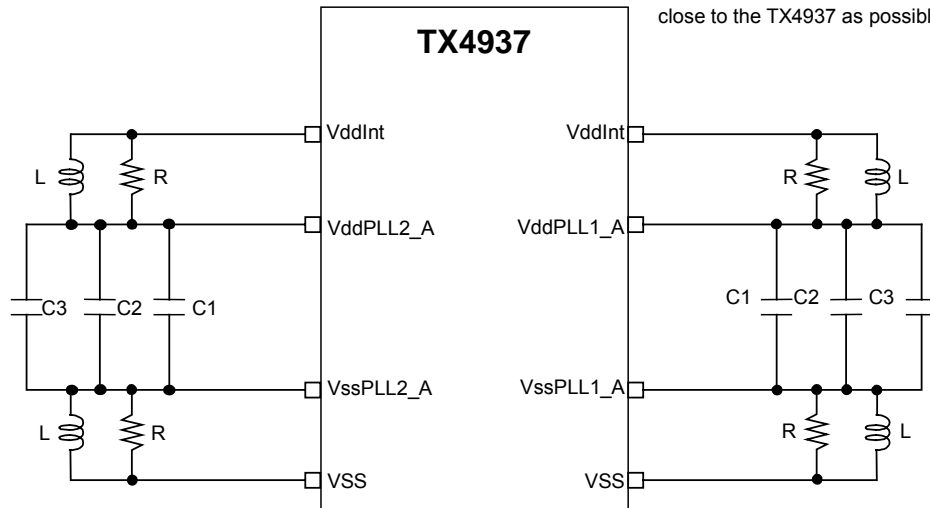 close to the TX4937 as possibl
TX4937
VddInt VddInt
L R R L
VddPLL2_A VddPLL1_A
C3 C2 C1 C1 C2 C3
VssPLL2_A VssPLL1_A
L R R L
VSS VSS